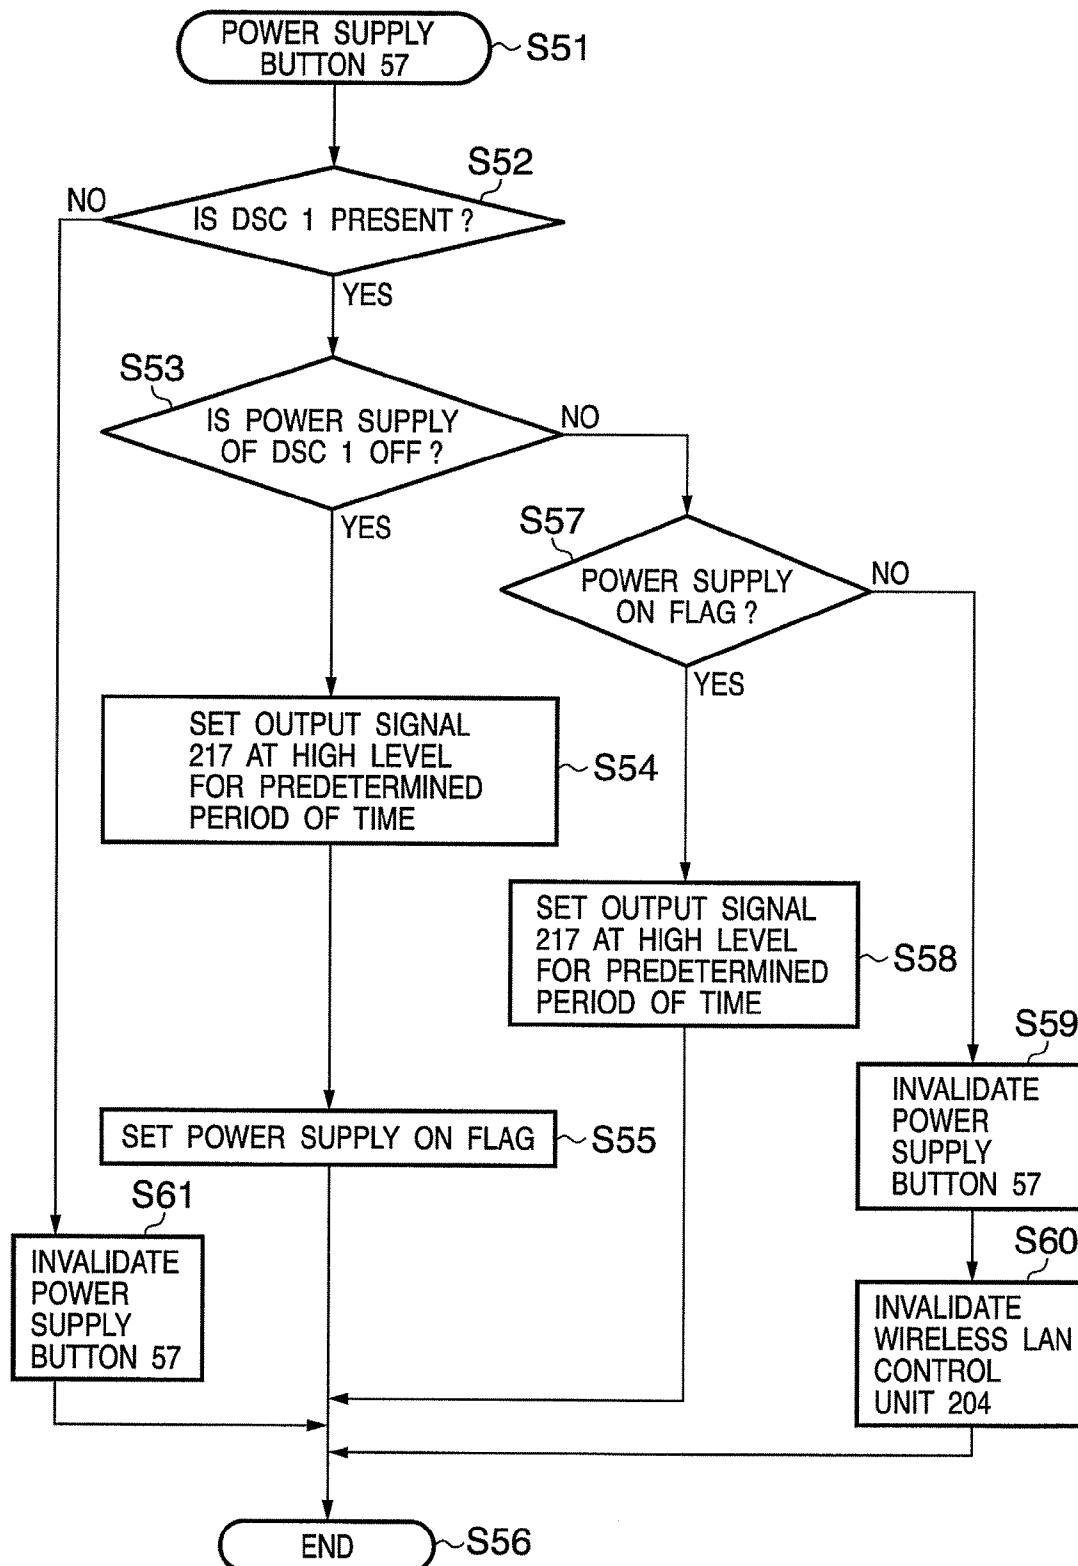 POWER SUPPLY
BUTTON 57
S51
S52
NO
IS DSC 1 PRESENT ?
YES
S53
IS POWER SUPPLY
OF DSC 1 OFF ?
NO
YES
S57
POWER SUPPLY
ON FLAG ?
NO
YES
SET OUTPUT SIGNAL
217 AT HIGH LEVEL
FOR PREDETERMINED
PERIOD OF TIME
S54
SET OUTPUT SIGNAL
217 AT HIGH LEVEL
FOR PREDETERMINED
PERIOD OF TIME
S58
S59
INVALIDATE
POWER
SUPPLY
BUTTON 57
SET POWER SUPPLY ON FLAG
S55
S61
INVALIDATE
POWER
SUPPLY
BUTTON 57
S60
INVALIDATE
WIRELESS LAN
CONTROL
UNIT 204
END
S56